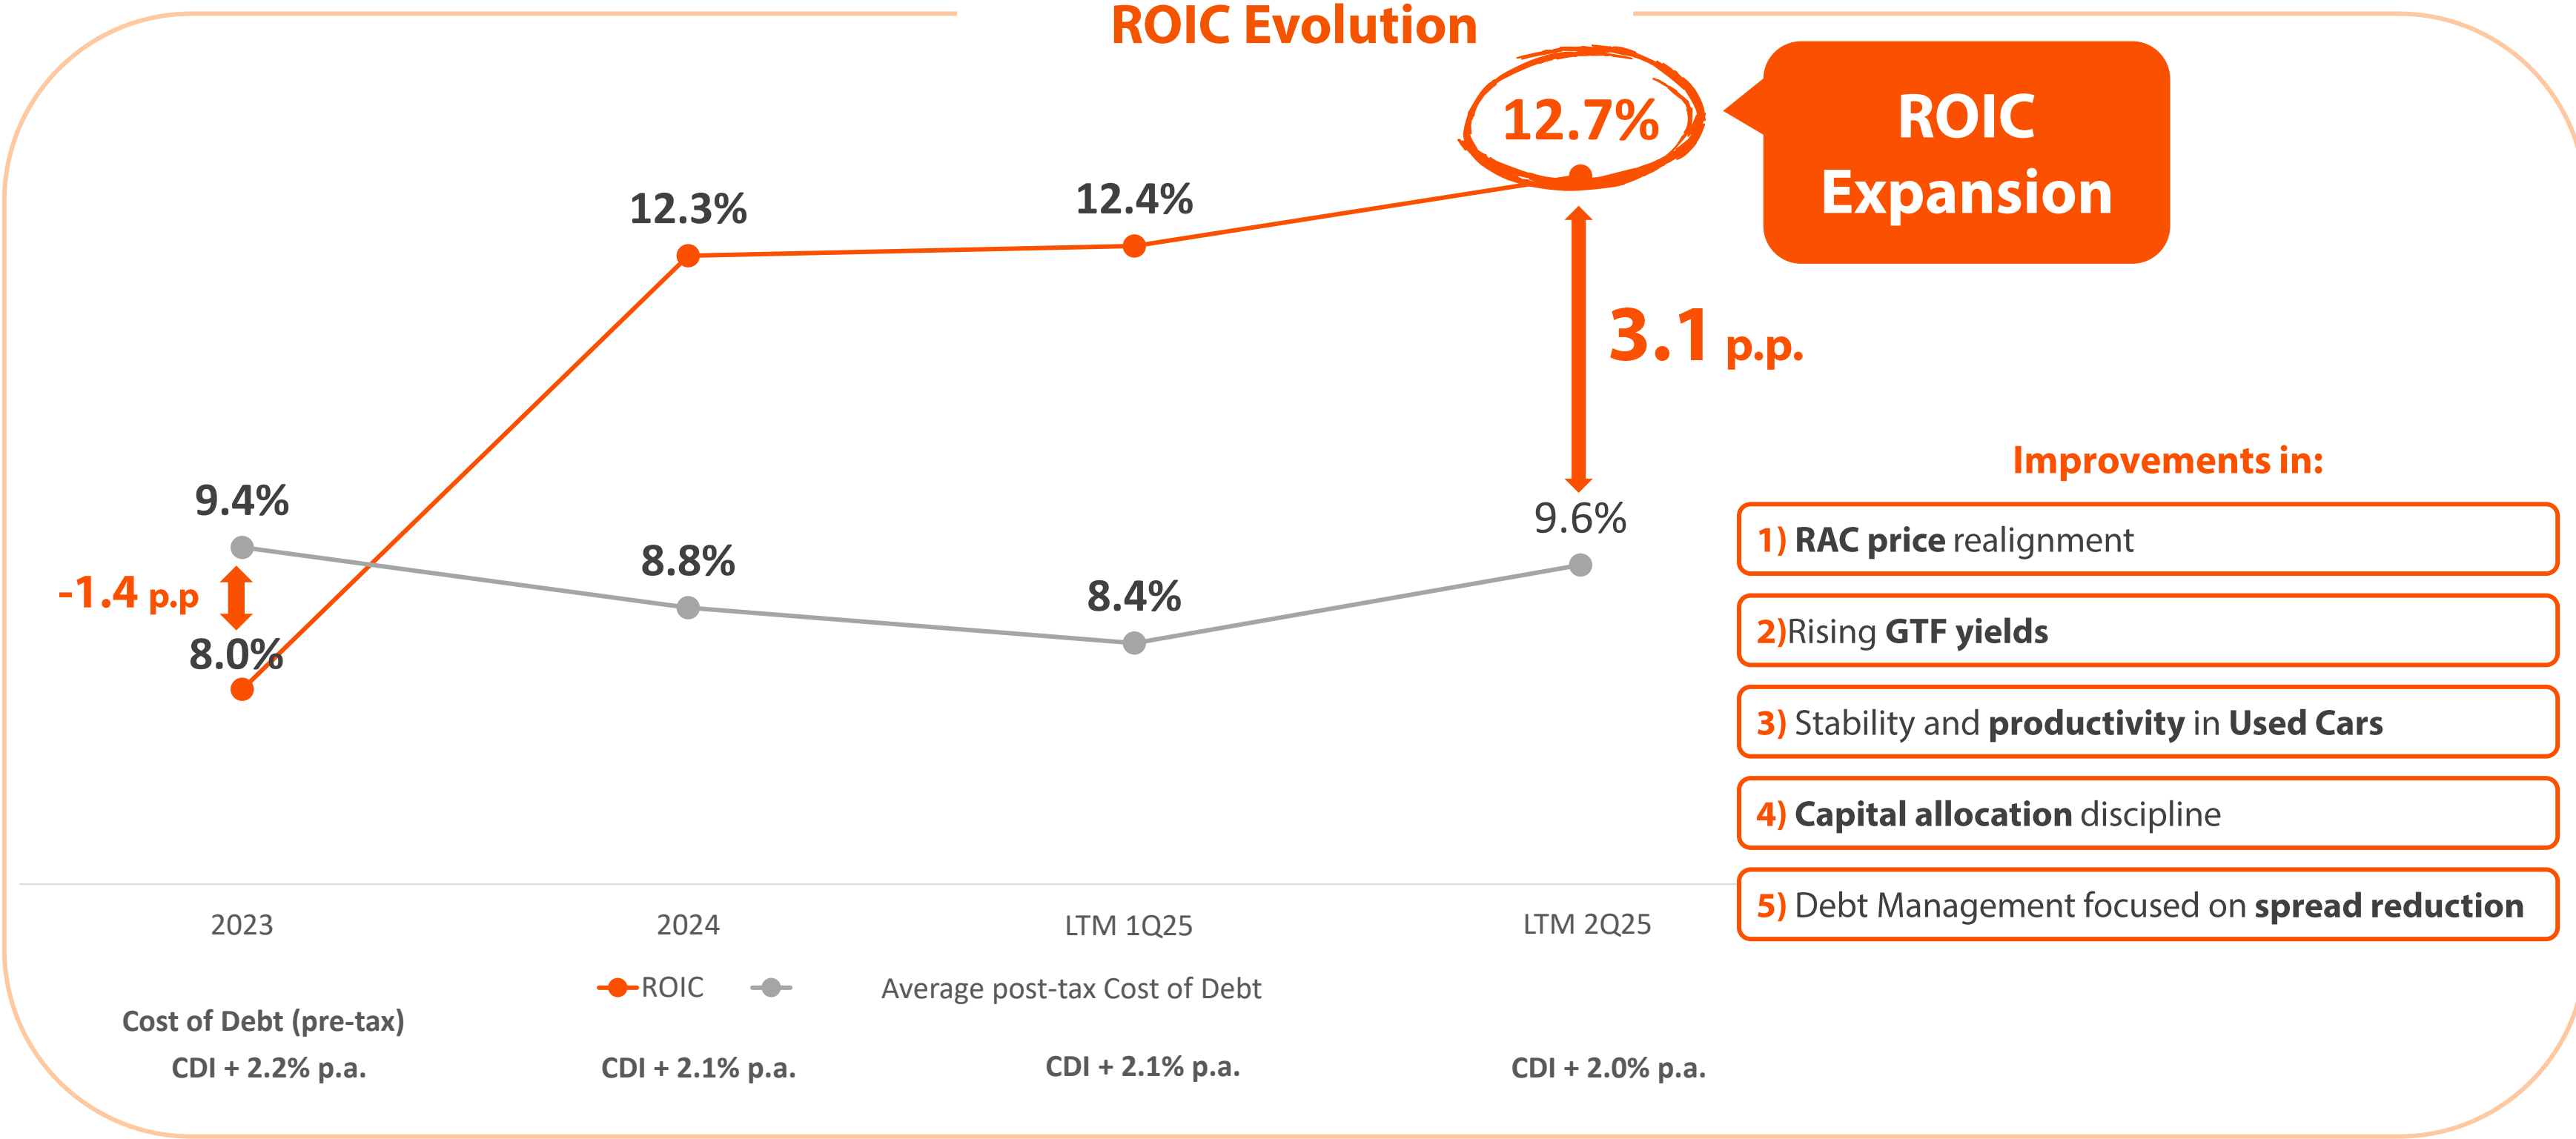 ROIC Evolution
12.7%
ROIC
Expansion
12.3%
12.4%
3.1 p.p.
9.4%
8.8%
8.4%
9.6%
-1.4 p.p
8.0%
Improvements in:
1) RAC price realignment
2)Rising GTF yields
3) Stability and productivity in Used Cars
4) Capital allocation discipline
5) Debt Management focused on spread reduction
2023
2024
LTM 1Q25
LTM 2Q25
ROIC
Average post-tax Cost of Debt
Cost of Debt (pre-tax)
CDI + 2.2% p.a.
CDI + 2.1% p.a.
CDI + 2.1% p.a.
CDI + 2.0% p.a.